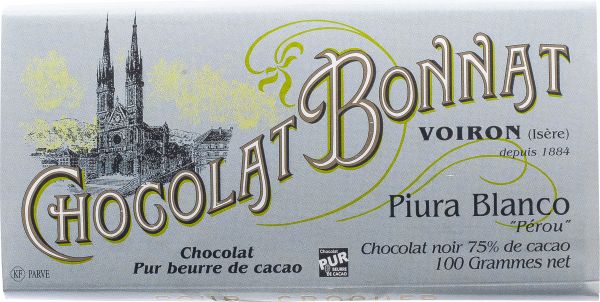 CHOCOLAT BONNAT
VOIRON (Isère)
depuis 1884
Piura Blanco
"Pérou"
Chocolat noir 75% de cacao
100 Grammes net
Chocolat
Pur beurre de cacao
Chocolat
PUR
BEURRE
DE CACAO
KF PARVE